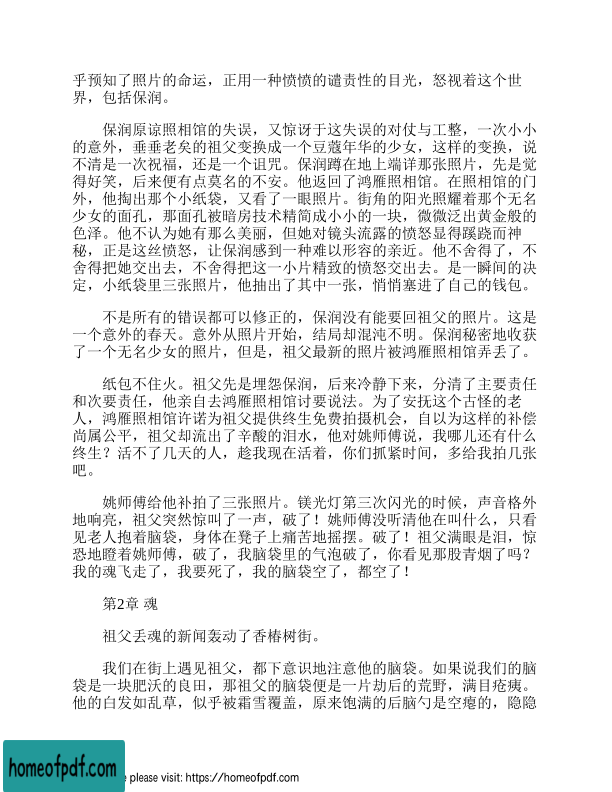 乎预知了照片的命运，正用一种愤愤的谴责性的目光，怒视着这个世
界，包括保润。
保润原谅照相馆的失误，又惊讶于这失误的对仗与工整，一次小小
的意外，垂垂老矣的祖父变换成一个豆蔻年华的少女，这样的变换，说
不清是一次祝福，还是一个诅咒。保润蹲在地上端详那张照片，先是觉
得好笑，后来便有点莫名的不安。他返回了鸿雁照相馆。在照相馆的门
外，他掏出那个小纸袋，又看了一眼照片。街角的阳光照耀着那个无名
少女的面孔，那面孔被暗房技术精简成小小的一块，微微泛出黄金般的
色泽。他不认为她有那么美丽，但她对镜头流露的愤怒显得蹊跷而神
秘，正是这丝愤怒，让保润感到一种难以形容的亲近。他不舍得了，不
舍得把她交出去，不舍得把这一小片精致的愤怒交出去。是一瞬间的决
定，小纸袋里三张照片，他抽出了其中一张，悄悄塞进了自己的钱包。
不是所有的错误都可以修正的，保润没有能要回祖父的照片。这是
一个意外的春天。意外从照片开始，结局却混沌不明。保润秘密地收获
了一个无名少女的照片，但是，祖父最新的照片被鸿雁照相馆弄丢了。
纸包不住火。祖父先是埋怨保润，后来冷静下来，分清了主要责任
和次要责任，他亲自去鸿雁照相馆讨要说法。为了安抚这个古怪的老
人，鸿雁照相馆许诺为祖父提供终生免费拍摄机会，自以为这样的补偿
尚属公平，祖父却流出了辛酸的泪水，他对姚师傅说，我哪儿还有什么
终生？活不了几天的人，趁我现在活着，你们抓紧时间，多给我拍几张
吧。
姚师傅给他补拍了三张照片。镁光灯第三次闪光的时候，声音格外
地响亮，祖父突然惊叫了一声，破了！姚师傅没听清他在叫什么，只看
见老人抱着脑袋，身体在凳子上痛苦地摇摆。破了！祖父满眼是泪，惊
恐地瞪着姚师傅，破了，我脑袋里的气泡破了，你看见那股青烟了吗？
我的魂飞走了，我要死了，我的脑袋空了，都空了！
第2章 魂
祖父丢魂的新闻轰动了香椿树街。
我们在街上遇见祖父，都下意识地注意他的脑袋。如果说我们的脑
袋是一块肥沃的良田，那祖父的脑袋便是一片劫后的荒野，满目疮痍。
他的白发如乱草，似乎被霜雪覆盖，原来饱满的后脑勺是空瘪的，隐隐
homeofpdf.com
e please visit: https://homeofpdf.com